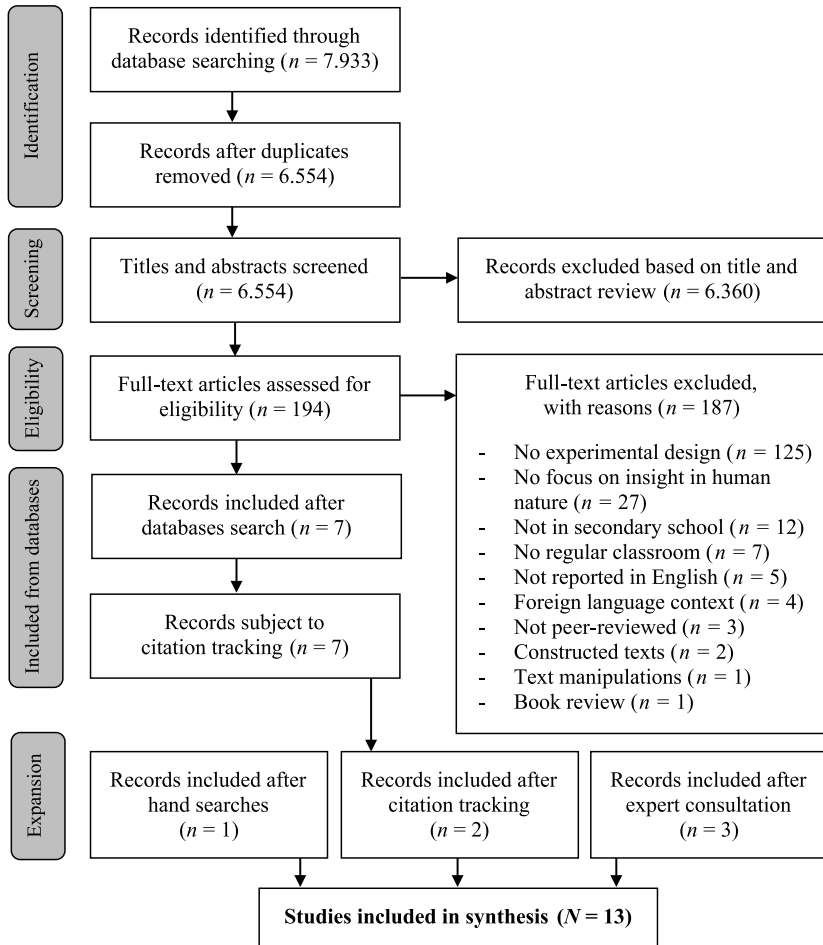 Identification
Records identified through
database searching (n = 7.933)
Records after duplicates
removed (n = 6.554)
Screening
Titles and abstracts screened
(n = 6.554)
Records excluded based on title and
abstract review (n = 6.360)
Eligibility
Full-text articles assessed for
eligibility (n = 194)
Full-text articles excluded,
with reasons (n = 187)
- No experimental design (n = 125)
- No focus on insight in human
nature (n = 27)
- Not in secondary school (n = 12)
- No regular classroom (n = 7)
- Not reported in English (n = 5)
- Foreign language context (n = 4)
- Not peer-reviewed (n = 3)
- Constructed texts (n = 2)
- Text manipulations (n = 1)
- Book review (n = 1)
Included from databases
Records included after
databases search (n = 7)
Records subject to
citation tracking (n = 7)
Expansion
Records included after
hand searches
(n = 1)
Records included after
citation tracking
(n = 2)
Records included after
expert consultation
(n = 3)
Studies included in synthesis (N = 13)